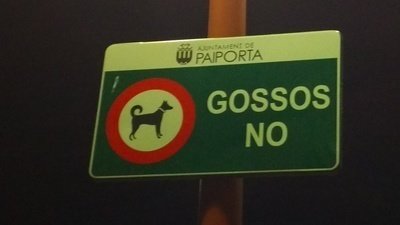 AJUNTAMENT DE
PAIPORTA
GOSSOS
NO